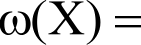 ω(X) =